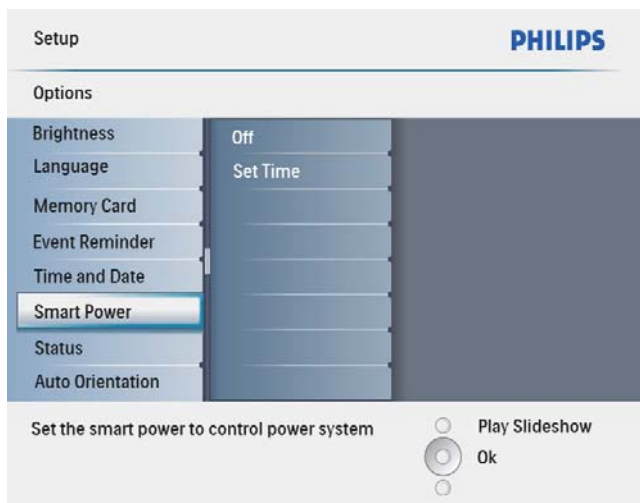 Setup
PHILIPS
Options
Brightness
Language
Memory Card
Event Reminder
Time and Date
Smart Power
Status
Auto Orientation
Off
Set Time
Set the smart power to control power system
Play Slideshow
Ok